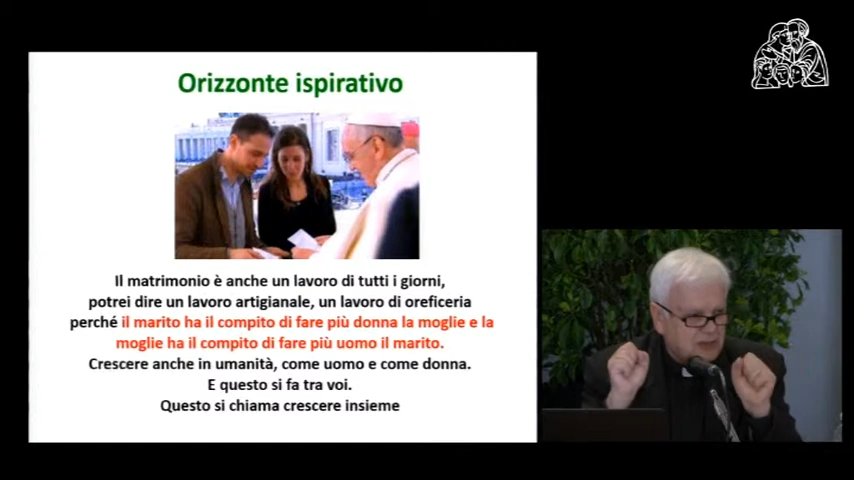 Orizzonte ispirativo
Il matrimonio è anche un lavoro di tutti i giorni,
potrei dire un lavoro artigianale, un lavoro di oreficeria
perché il marito ha il compito di fare più donna la moglie e la
moglie ha il compito di fare più uomo il marito.
Crescere anche in umanità, come uomo e come donna.
E questo si fa tra voi.
Questo si chiama crescere insieme